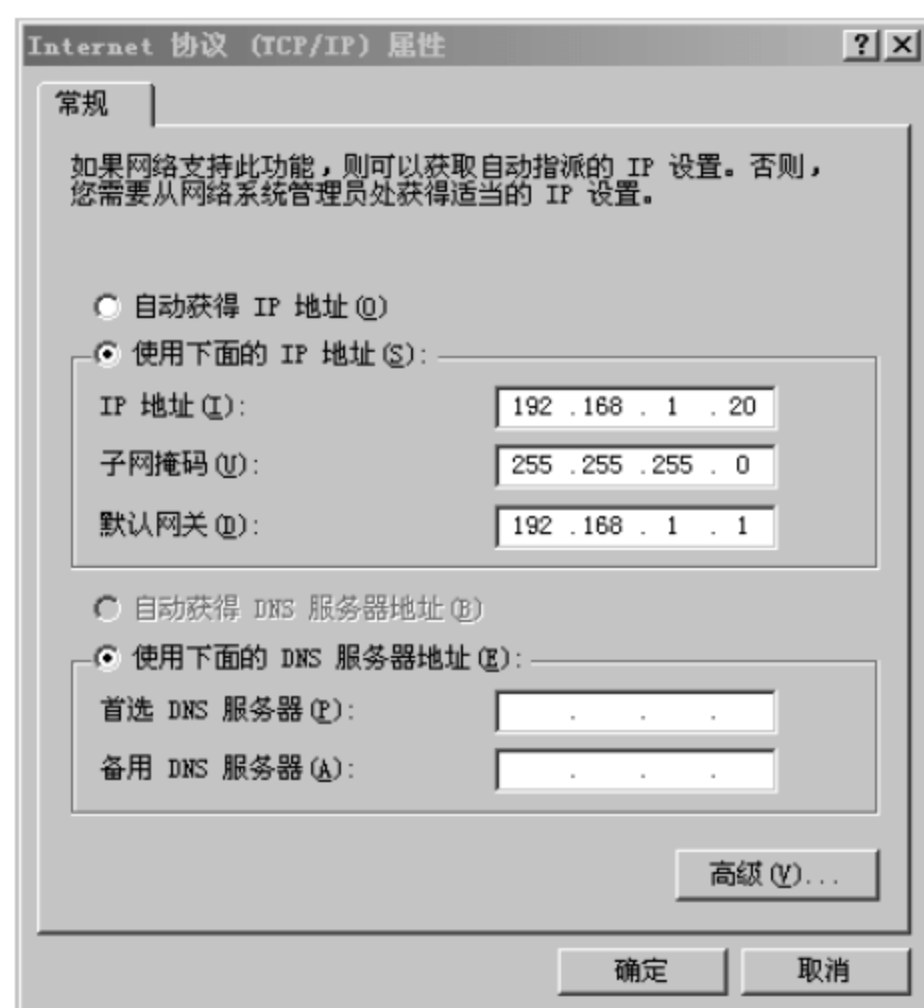 Internet 协议 (TCP/IP) 属性
常规
如果网络支持此功能，则可以获取自动指派的 IP 设置。否则，
您需要从网络系统管理员处获得适当的 IP 设置。
自动获得 IP 地址(O)
使用下面的 IP 地址(S):
IP 地址(I): 192 .168 . 1 . 20
子网掩码(U): 255 .255 .255 . 0
默认网关(D): 192 .168 . 1 . 1
自动获得 DNS 服务器地址(B)
使用下面的 DNS 服务器地址(E):
首选 DNS 服务器(P): . . .
备用 DNS 服务器(A): . . .
高级(V)...
确定 取消